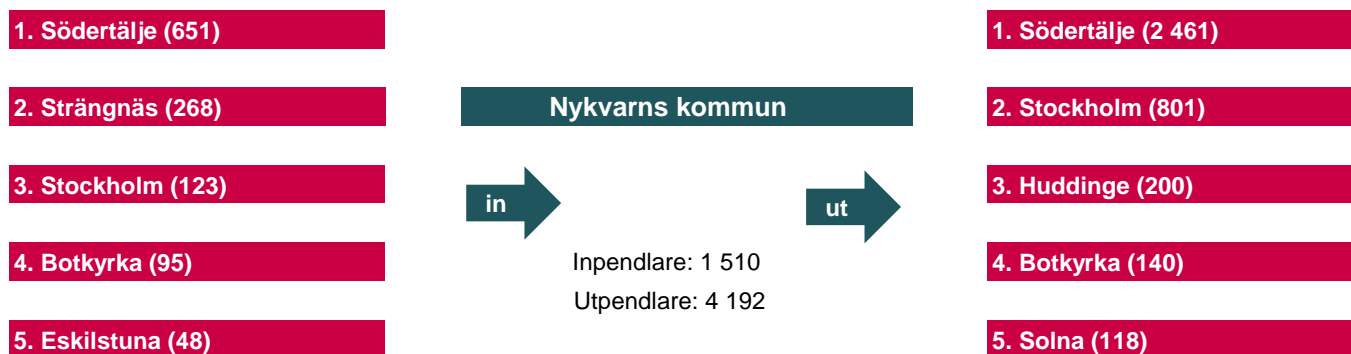 1. Södertälje (651)
2. Strängnäs (268)
3. Stockholm (123)
4. Botkyrka (95)
5. Eskilstuna (48)
Nykvarns kommun
in
ut
Inpendlare: 1 510
Utpendlare: 4 192
1. Södertälje (2 461)
2. Stockholm (801)
3. Huddinge (200)
4. Botkyrka (140)
5. Solna (118)